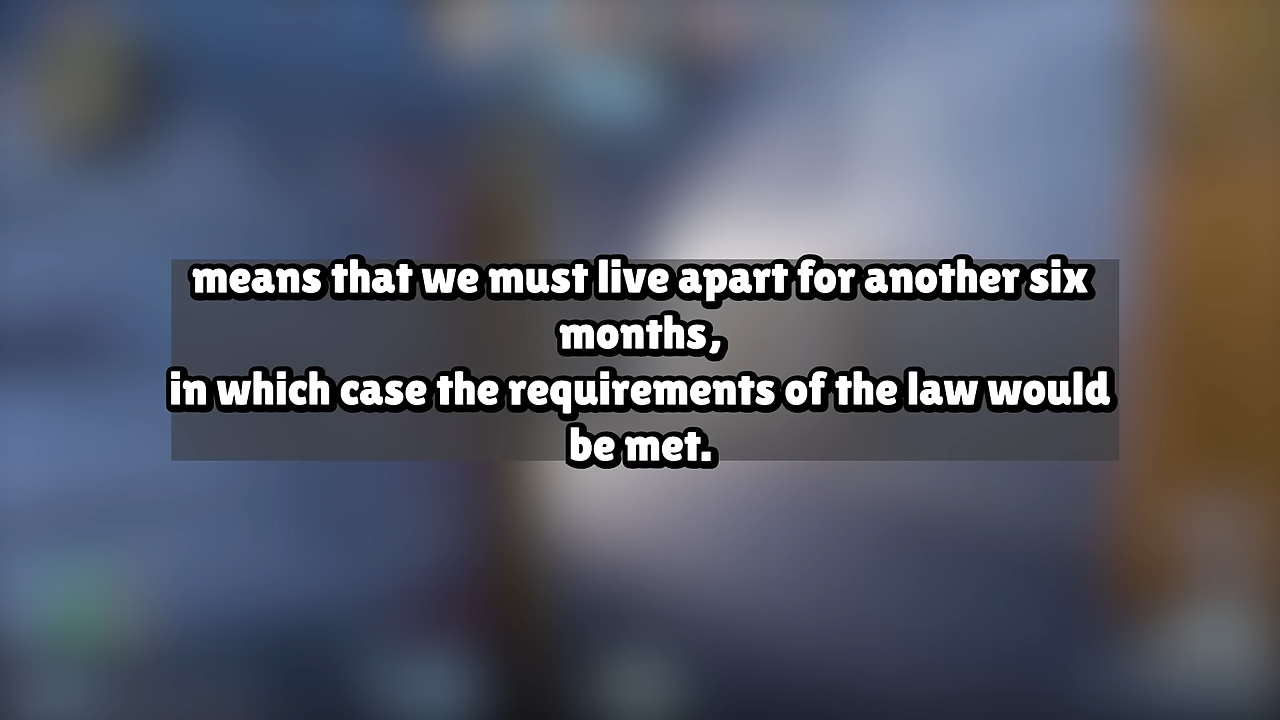 means that we must live apart for another six
months,
in which case the requirements of the law would
be met.